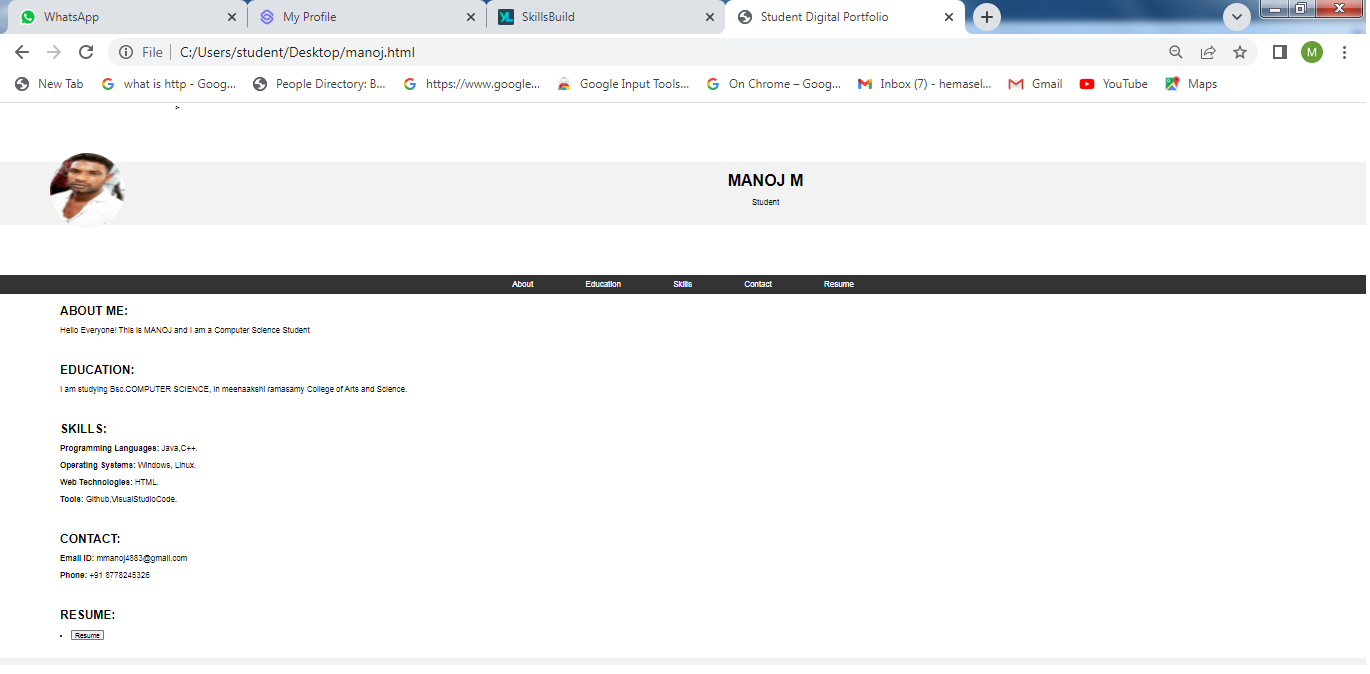 WhatsApp
My Profile
SkillsBuild
Student Digital Portfolio
File
C:/Users/student/Desktop/manoj.html
M
New Tab
what is http - Goog...
People Directory: B...
https://www.google...
Google Input Tools...
On Chrome – Goog...
Inbox (7) - hemasel...
Gmail
YouTube
Maps
>
MANOJ M
Student
About
Education
Skills
Contact
Resume
ABOUT ME:
Hello Everyone! This is MANOJ and I am a Computer Science Student
EDUCATION:
I am studying Bsc.COMPUTER SCIENCE, in meenaakshi ramasamy College of Arts and Science.
SKILLS:
Programming Languages: Java,C++.
Operating Systems: Windows, Linux.
Web Technologies: HTML.
Tools: Github,VisualStudioCode.
CONTACT:
Email ID: mmanoj4883@gmail.com
Phone: +91 8778245326
RESUME:
• Resume